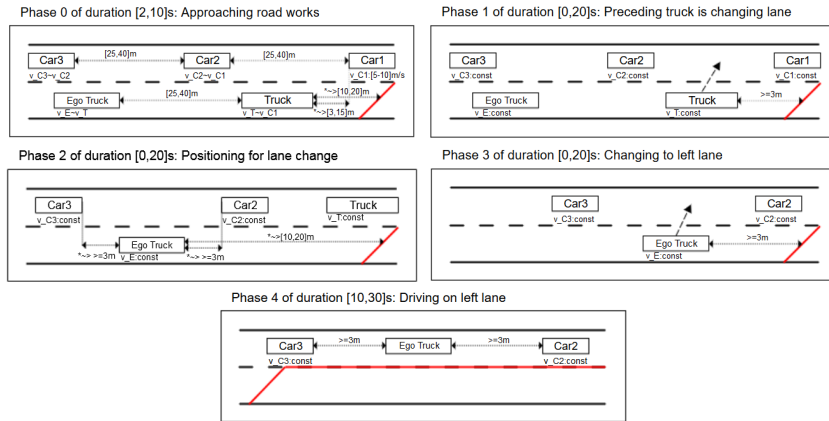 Phase 0 of duration [2,10]s: Approaching road works
Car3
[25,40]m
Car2
[25,40]m
Car1
v_C3~v_C2
v_C2~v_C1
v_C1:[5-10]m/s
Ego Truck
[25,40]m
Truck
*~>[10,20]m
v_E~v_T
v_T~v_C1
*~>[3,15]m
Phase 1 of duration [0,20]s: Preceding truck is changing lane
Car3
Car2
Car1
v_C3:const
v_C2:const
v_C1:const
Ego Truck
Truck
>=3m
v_E:const
v_T:const
Phase 2 of duration [0,20]s: Positioning for lane change
Car3
Car2
Truck
v_C3:const
v_C2:const
v_T:const
Ego Truck
*~>[10,20]m
*~> >=3m
v_E:const
*~> >=3m
Phase 3 of duration [0,20]s: Changing to left lane
Car3
Car2
v_C3:const
v_C2:const
Ego Truck
>=3m
v_E:const
Phase 4 of duration [10,30]s: Driving on left lane
Car3
>=3m
Ego Truck
>=3m
Car2
v_C3:const
v_C2:const